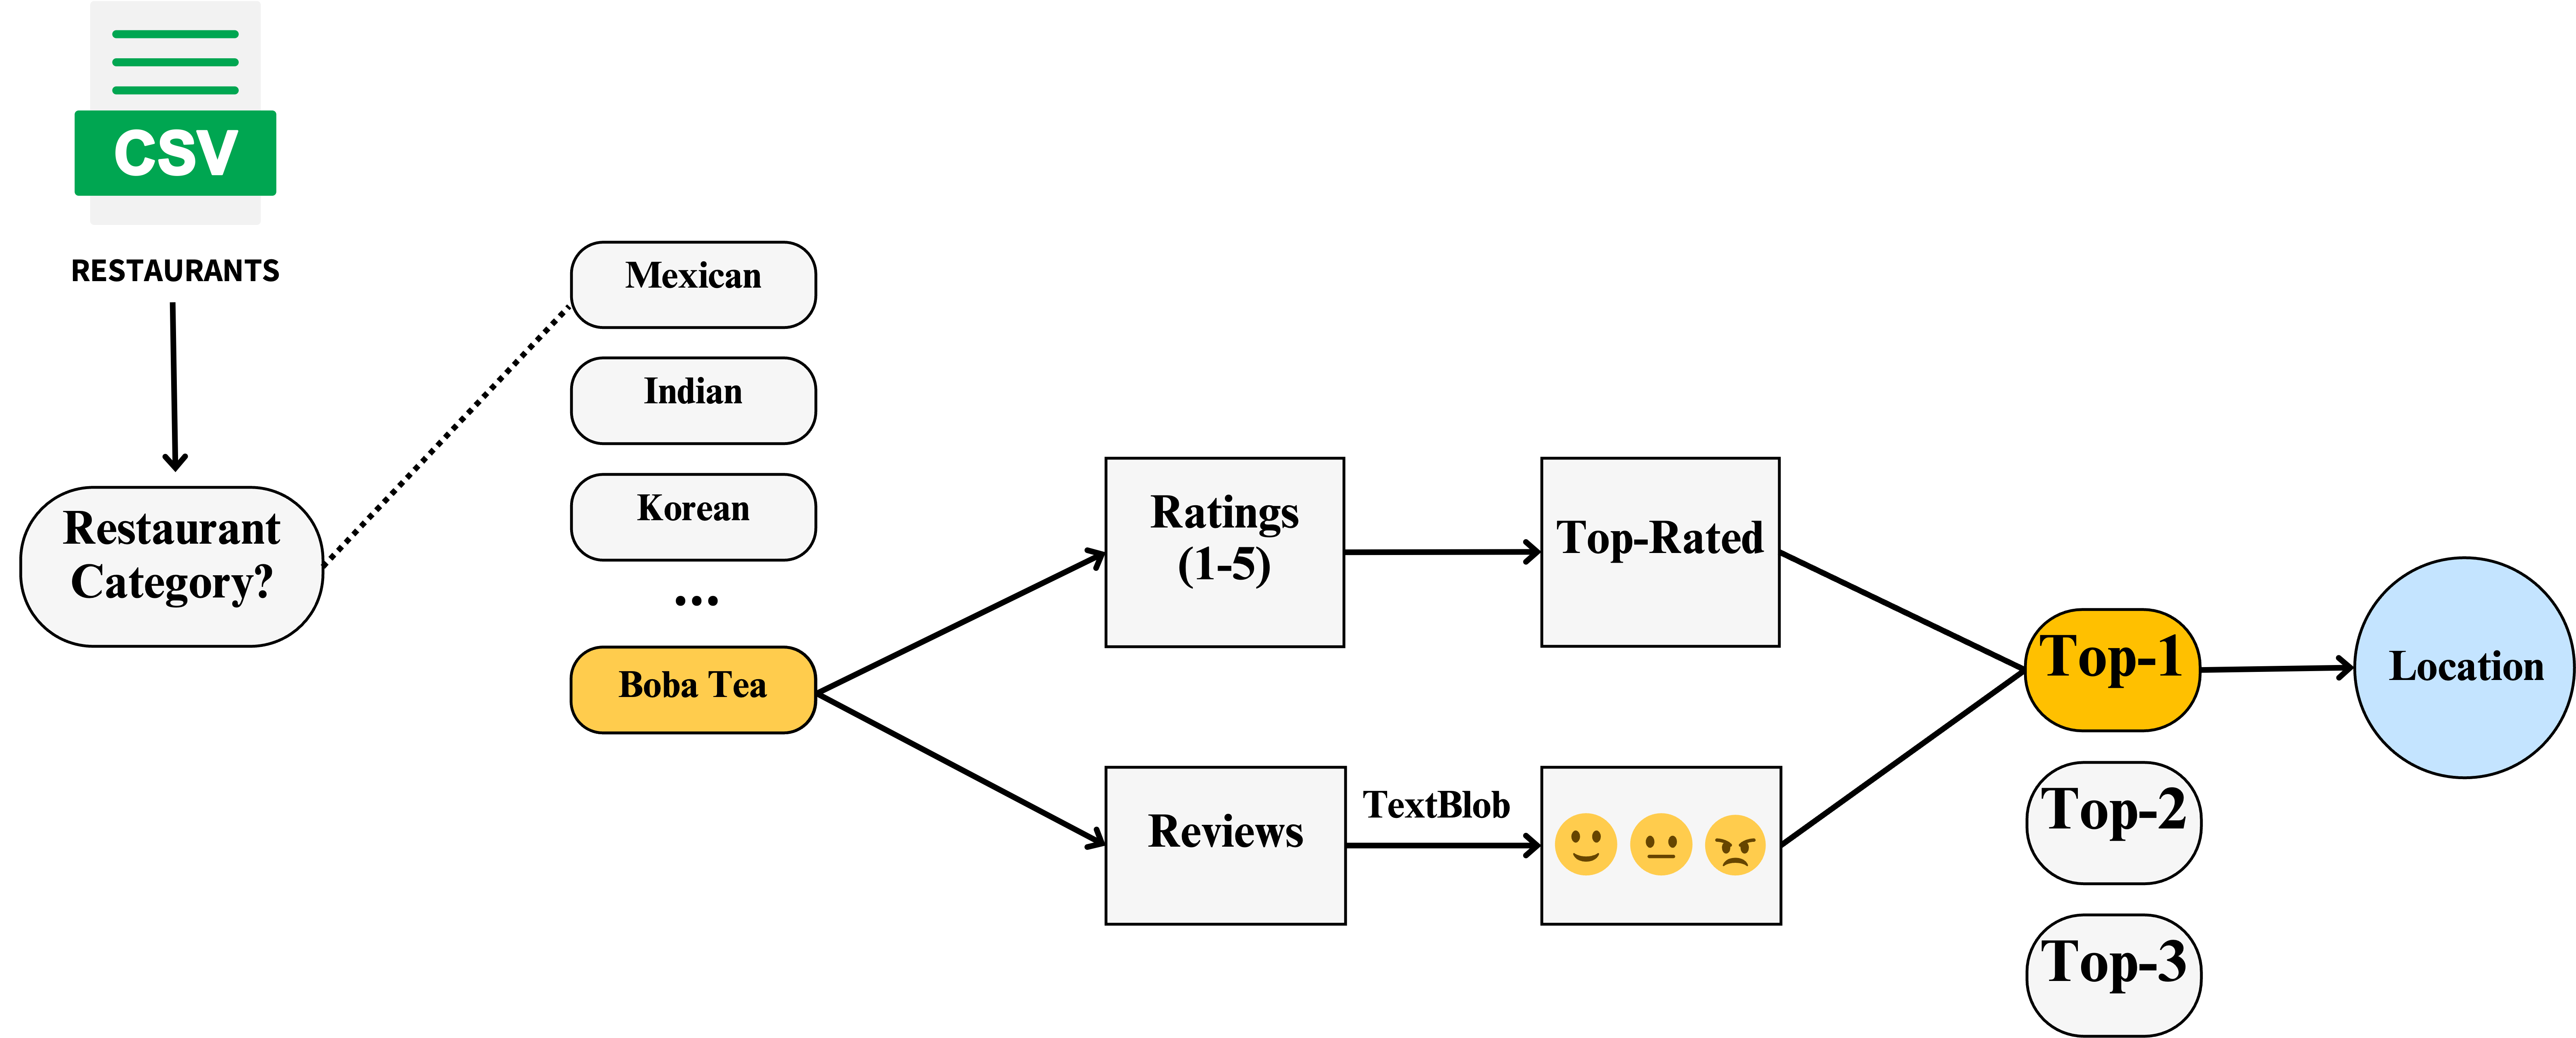 CSV
RESTAURANTS
Restaurant
Category?
Mexican
Indian
Korean
...
Boba Tea
Ratings
(1-5)
Top-Rated
Reviews
TextBlob
Top-1
Top-2
Top-3
Location